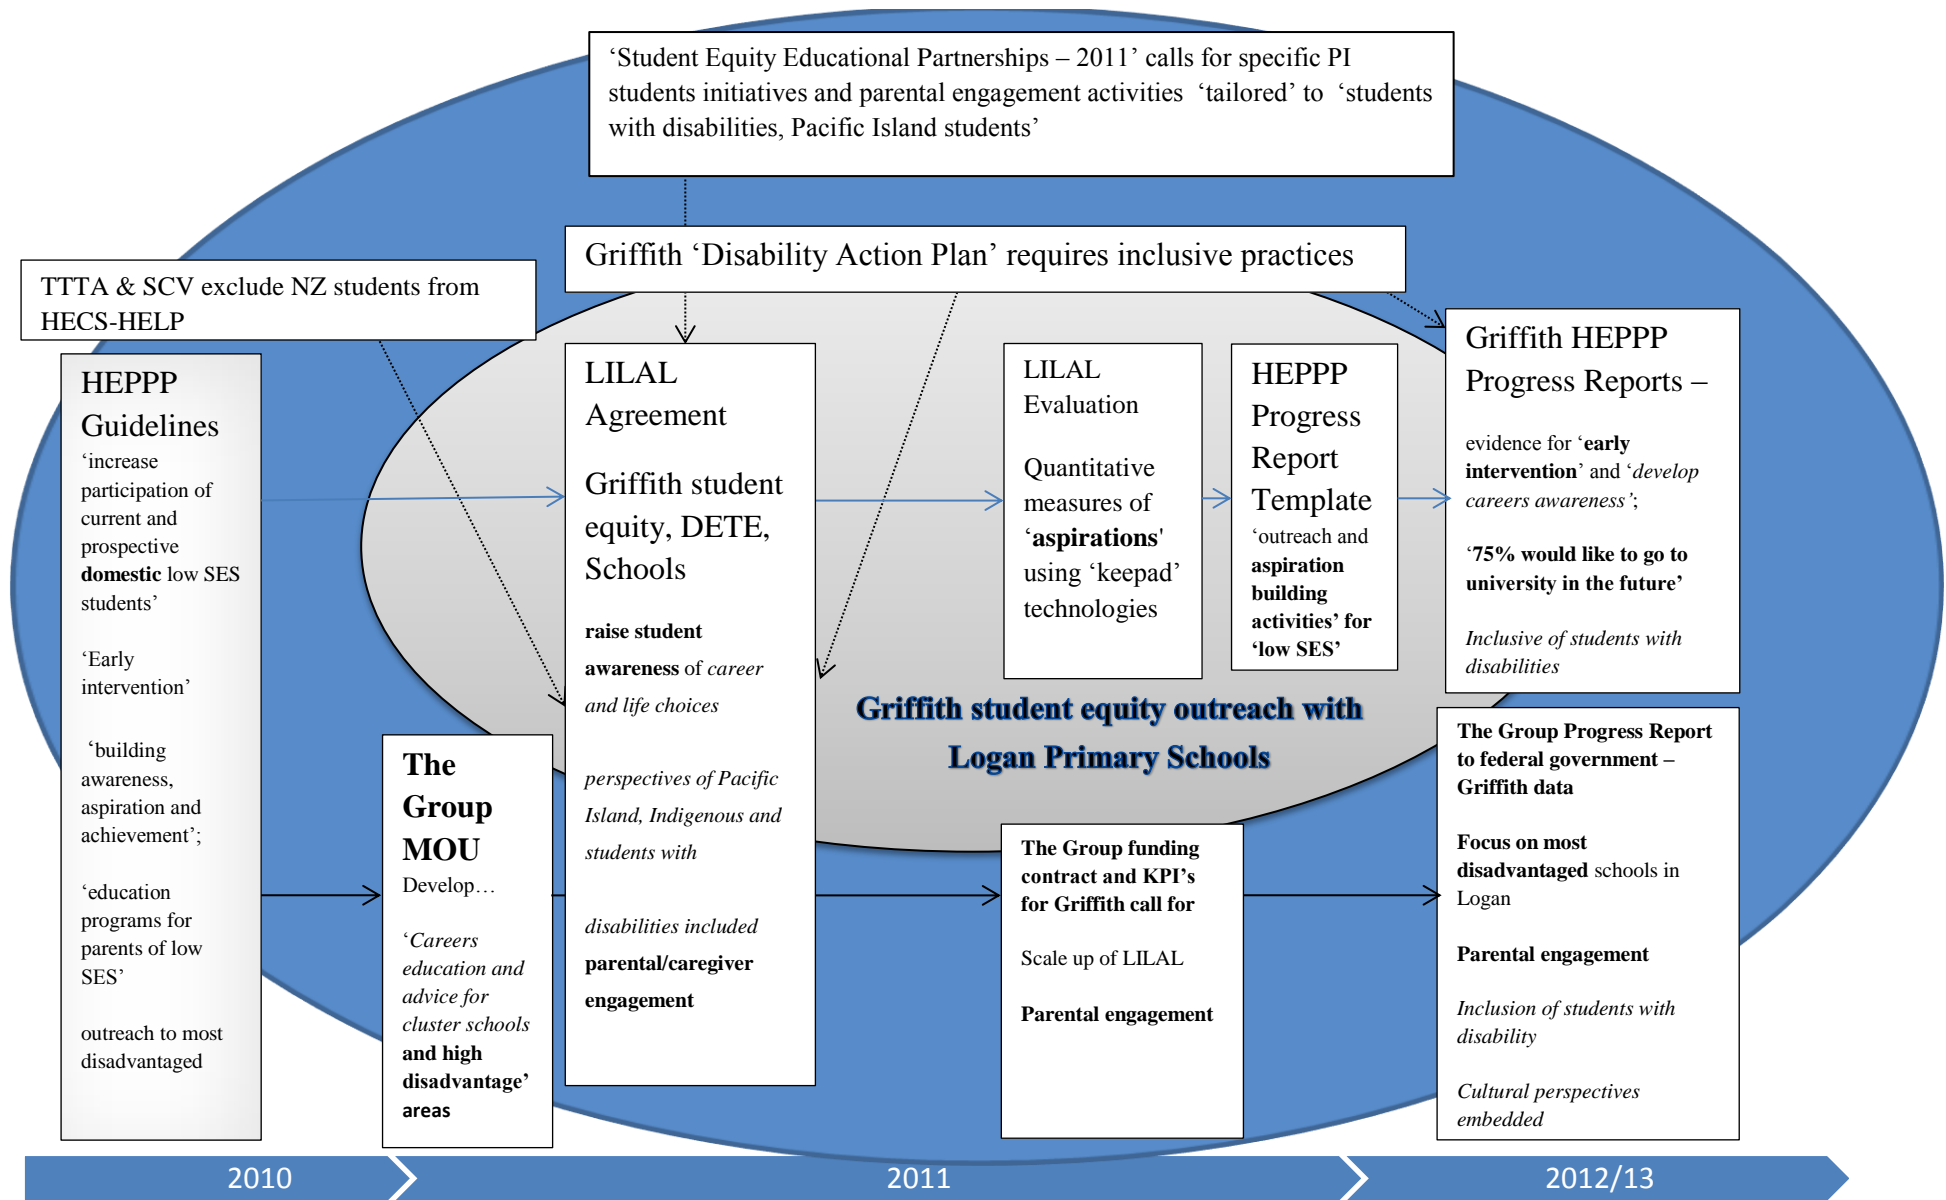 ‘Student Equity Educational Partnerships – 2011’ calls for specific PI
students initiatives and parental engagement activities ‘tailored’ to ‘students
with disabilities, Pacific Island students’
Griffith ‘Disability Action Plan’ requires inclusive practices
TTTA & SCV exclude NZ students from
HECS-HELP
HEPPP
Guidelines
‘increase
participation of
current and
prospective
domestic low SES
students’
‘Early
intervention’
‘building
awareness,
aspiration and
achievement’;
‘education
programs for
parents of low
SES’
outreach to most
disadvantaged
The
Group
MOU
Develop…
‘Careers
education and
advice for
cluster schools
and high
disadvantage’
areas
LILAL
Agreement
Griffith student
equity, DETE,
Schools
raise student
awareness of career
and life choices
perspectives of Pacific
Island, Indigenous and
students with
disabilities included
parental/caregiver
engagement
LILAL
Evaluation
Quantitative
measures of
‘aspirations'
using ‘keepad’
technologies
HEPPP
Progress
Report
Template
‘outreach and
aspiration
building
activities’ for
‘low SES’
Griffith HEPPP
Progress Reports –
evidence for ‘early
intervention’ and ‘develop
careers awareness’;
‘75% would like to go to
university in the future’
Inclusive of students with
disabilities
Griffith student equity outreach with
Logan Primary Schools
The Group funding
contract and KPI’s
for Griffith call for
Scale up of LILAL
Parental engagement
The Group Progress Report
to federal government –
Griffith data
Focus on most
disadvantaged schools in
Logan
Parental engagement
Inclusion of students with
disability
Cultural perspectives
embedded
2010
2011
2012/13